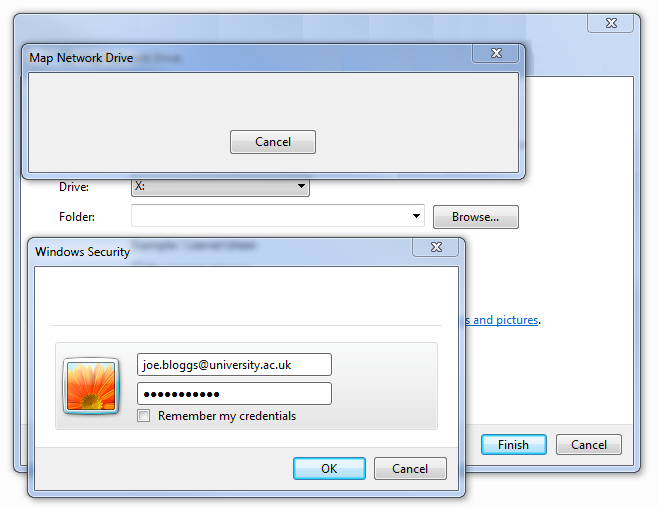 Map Network Drive
Cancel
Drive: X:
Folder: Browse...
Windows Security
s and pictures.
joe.bloggs@university.ac.uk
●●●●●●●●●●●
Remember my credentials
Finish Cancel
OK Cancel